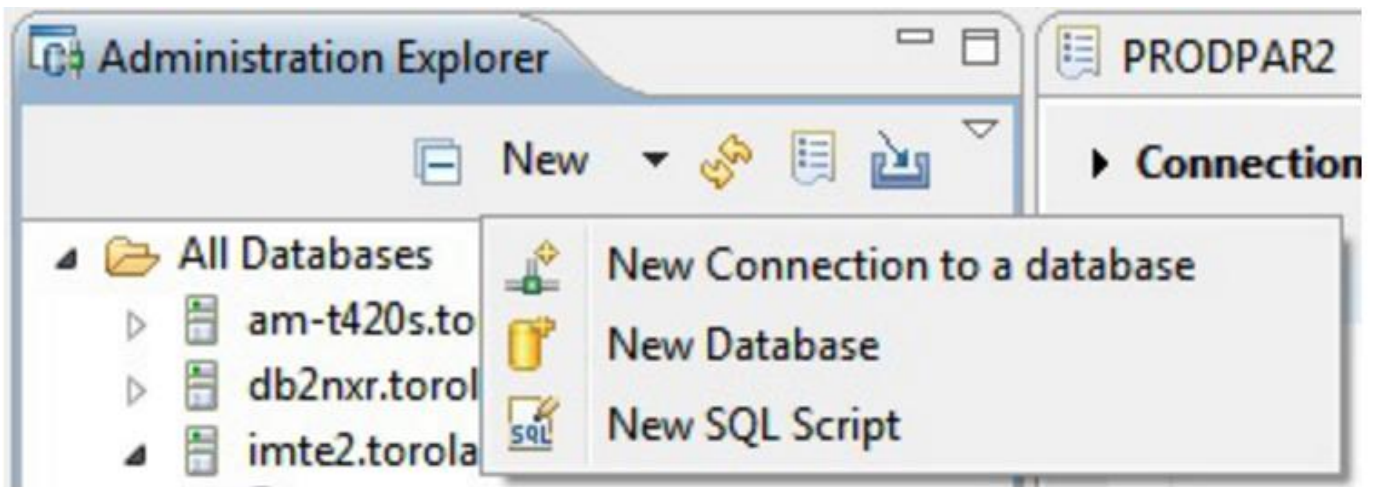 Administration Explorer
PRODPAR2
New
Connection
All Databases
New Connection to a database
am-t420s.to
New Database
db2nxr.torol
New SQL Script
imte2.torola